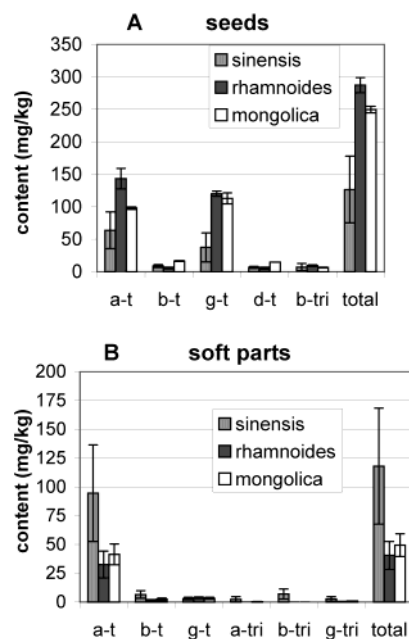 A seeds
350
300
250
200
150
100
50
0
content (mg/kg)
sinensis
rhamnoides
mongolica
a-t b-t g-t d-t b-tri total
B soft parts
200
175
150
125
100
75
50
25
0
content (mg/kg)
sinensis
rhamnoides
mongolica
a-t b-t g-t a-tri b-tri g-tri total